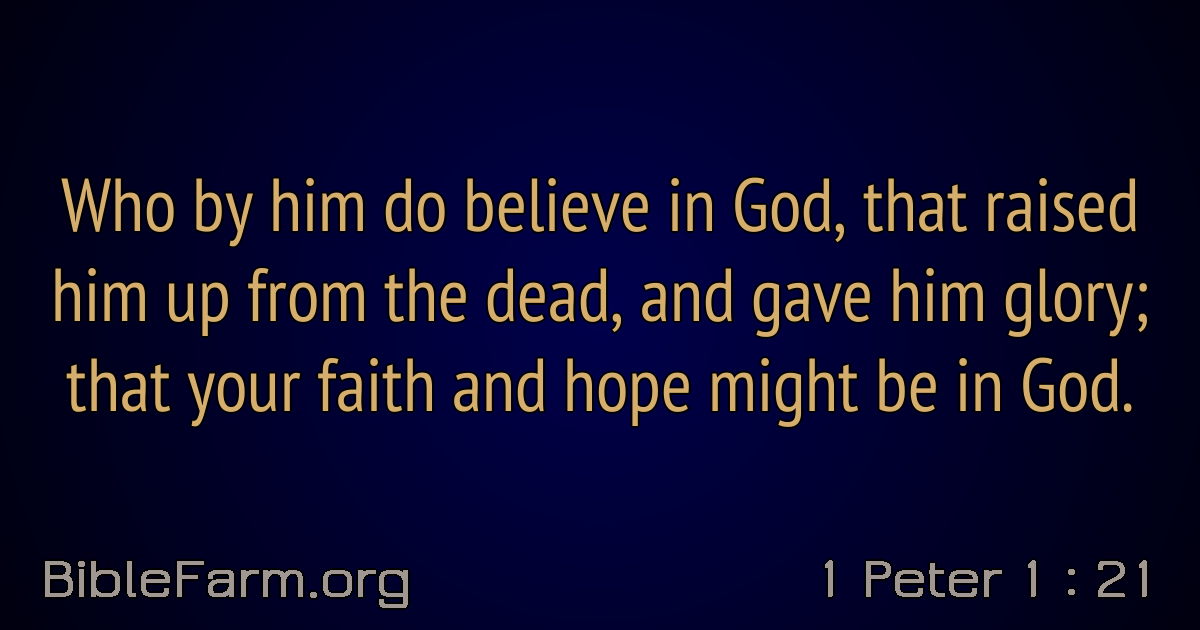 Who by him do believe in God, that raised
him up from the dead, and gave him glory;
that your faith and hope might be in God.
BibleFarm.org
1 Peter 1 : 21